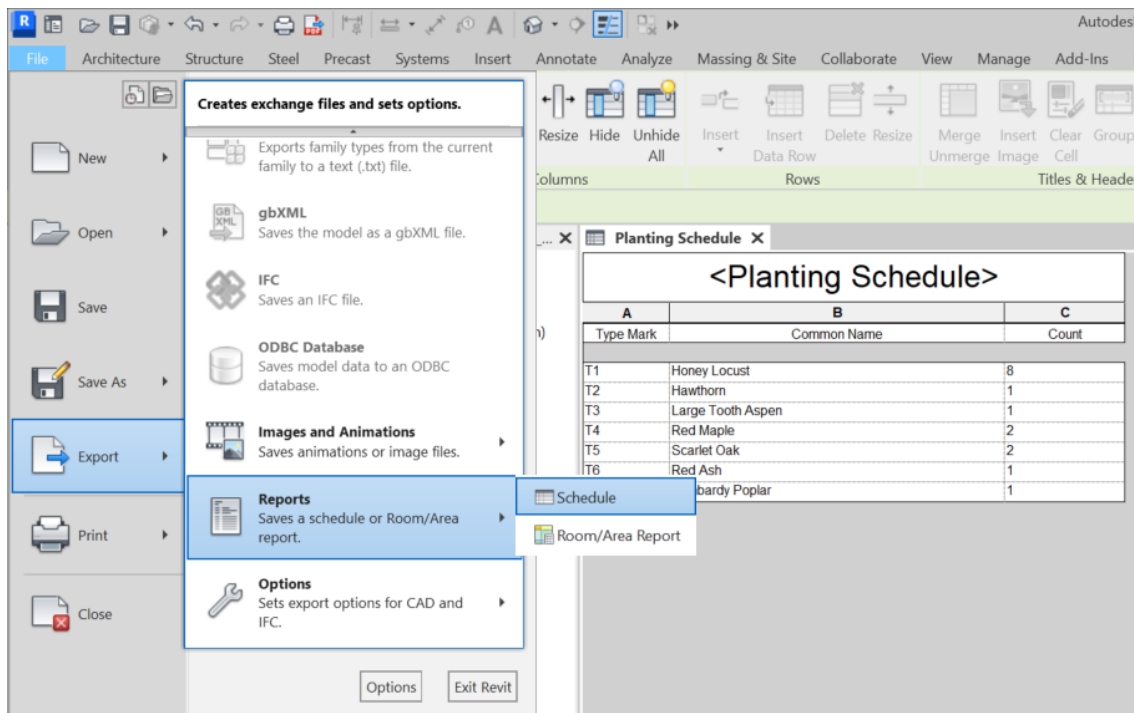 R
Autodes
File Architecture Structure Steel Precast Systems Insert Annotate Analyze Massing & Site Collaborate View Manage Add-Ins
Creates exchange files and sets options.
Exports family types from the current
family to a text (.txt) file.
gbXML
Saves the model as a gbXML file.
IFC
Saves an IFC file.
ODBC Database
Saves model data to an ODBC
database.
Images and Animations
Saves animations or image files.
Reports
Saves a schedule or Room/Area
report.
Options
Sets export options for CAD and
IFC.
New
Open
Save
Save As
Export
Print
Close
Options Exit Revit
Schedule
Room/Area Report
Resize Hide Unhide
All
Insert Insert
Data Row
Delete Resize
Merge
Unmerge
Insert
Image
Clear
Cell
Group
Columns Rows Titles & Heade
_... Planting Schedule
<Planting Schedule>
A B C
Type Mark Common Name Count
T1 Honey Locust 8
T2 Hawthorn 1
T3 Large Tooth Aspen 1
T4 Red Maple 2
T5 Scarlet Oak 2
T6 Red Ash 1
bardy Poplar 1